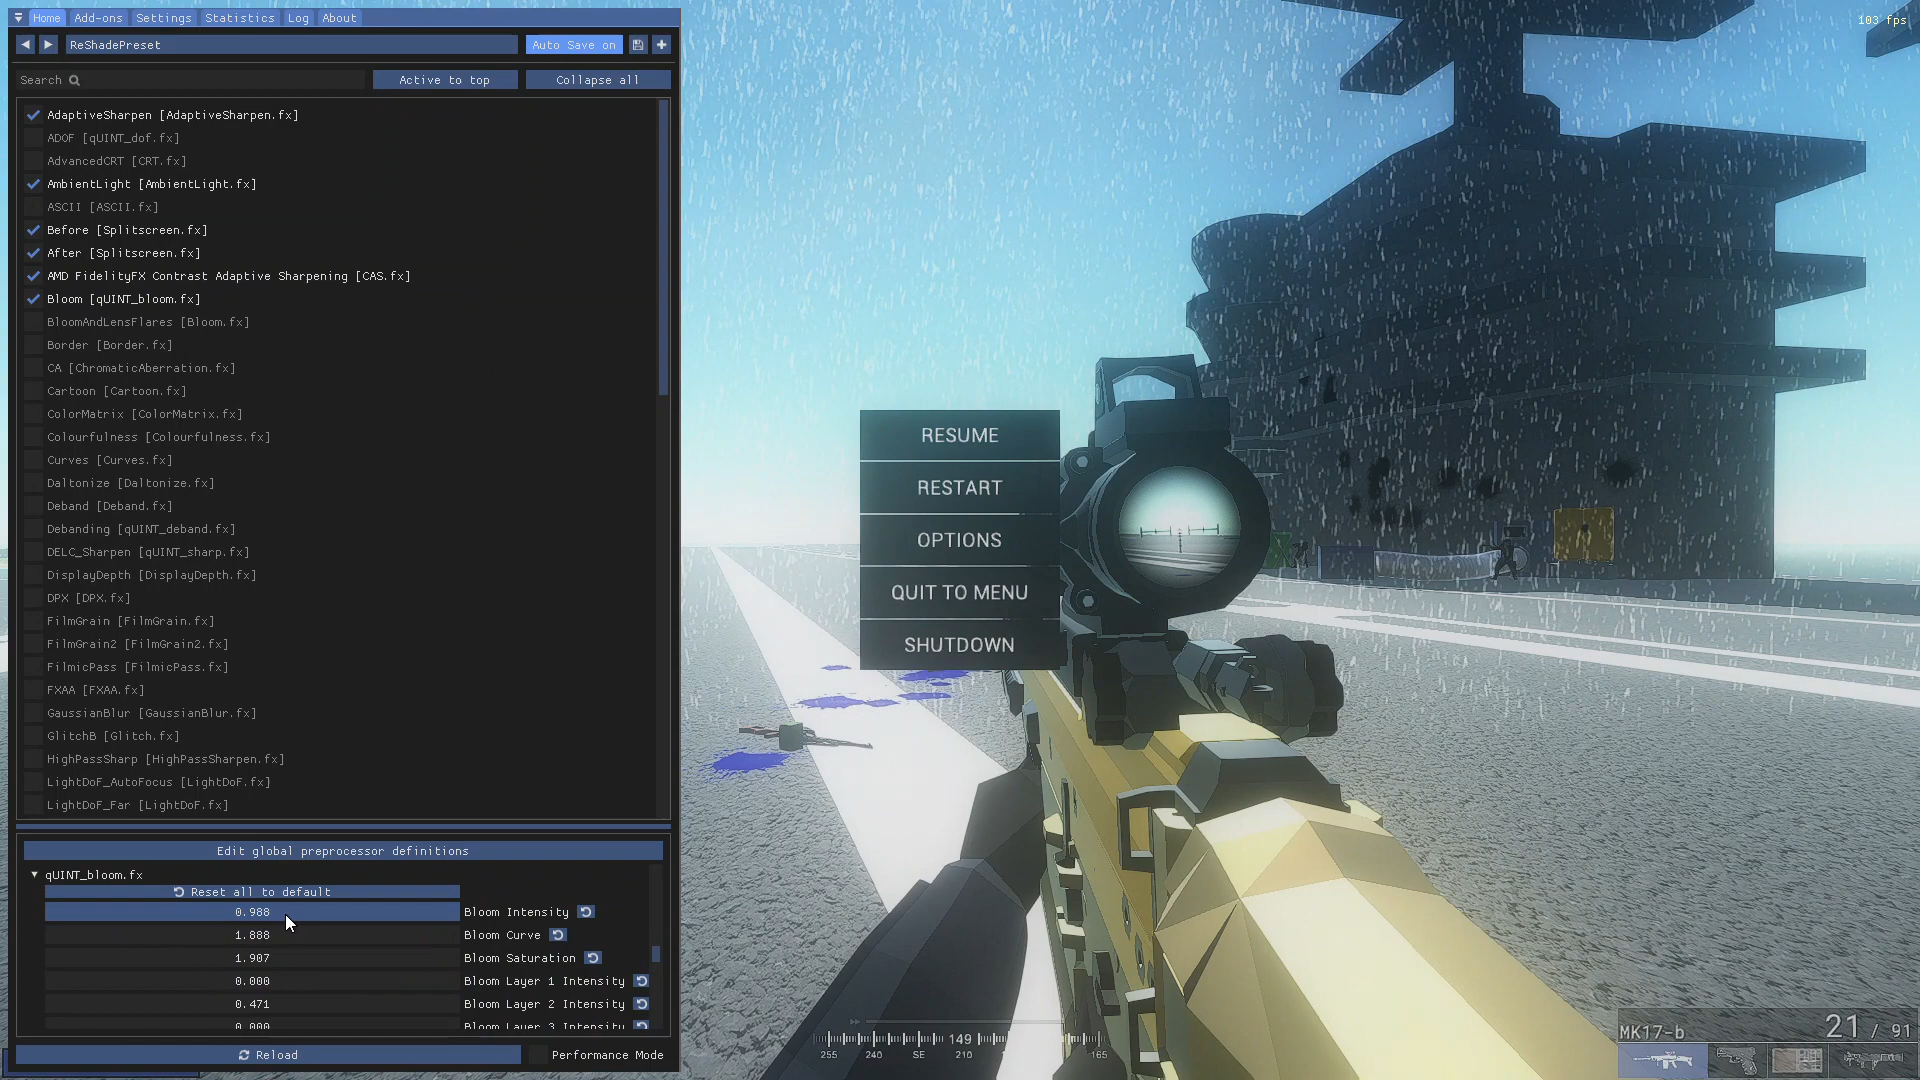 Home Add-ons Settings Statistics Log About
103 fps
ReShadePreset Auto Save on
Search Active to top Collapse all
AdaptiveSharpen [AdaptiveSharpen.fx]
ADOF [qUINT_dof.fx]
AdvancedCRT [CRT.fx]
AmbientLight [AmbientLight.fx]
ASCII [ASCII.fx]
Before [Splitscreen.fx]
After [Splitscreen.fx]
AMD FidelityFX Contrast Adaptive Sharpening [CAS.fx]
Bloom [qUINT_bloom.fx]
BloomAndLensFlares [Bloom.fx]
Border [Border.fx]
CA [ChromaticAberration.fx]
Cartoon [Cartoon.fx]
ColorMatrix [ColorMatrix.fx]
Colourfulness [Colourfulness.fx]
Curves [Curves.fx]
Daltonize [Daltonize.fx]
Deband [Deband.fx]
Debanding [qUINT_deband.fx]
DELC_Sharpen [qUINT_sharp.fx]
DisplayDepth [DisplayDepth.fx]
DPX [DPX.fx]
FilmGrain [FilmGrain.fx]
FilmGrain2 [FilmGrain2.fx]
FilmicPass [FilmicPass.fx]
FXAA [FXAA.fx]
GaussianBlur [GaussianBlur.fx]
GlitchB [Glitch.fx]
HighPassSharp [HighPassSharpen.fx]
LightDoF_AutoFocus [LightDoF.fx]
LightDoF_Far [LightDoF.fx]
Edit global preprocessor definitions
qUINT_bloom.fx
Reset all to default
0.988 Bloom Intensity
1.888 Bloom Curve
1.907 Bloom Saturation
0.000 Bloom Layer 1 Intensity
0.471 Bloom Layer 2 Intensity
0.000 Bloom Layer 3 Intensity
Reload Performance Mode
RESUME
RESTART
OPTIONS
QUIT TO MENU
SHUTDOWN
149
255 240 SE 210 165
MK17-b 21 / 91